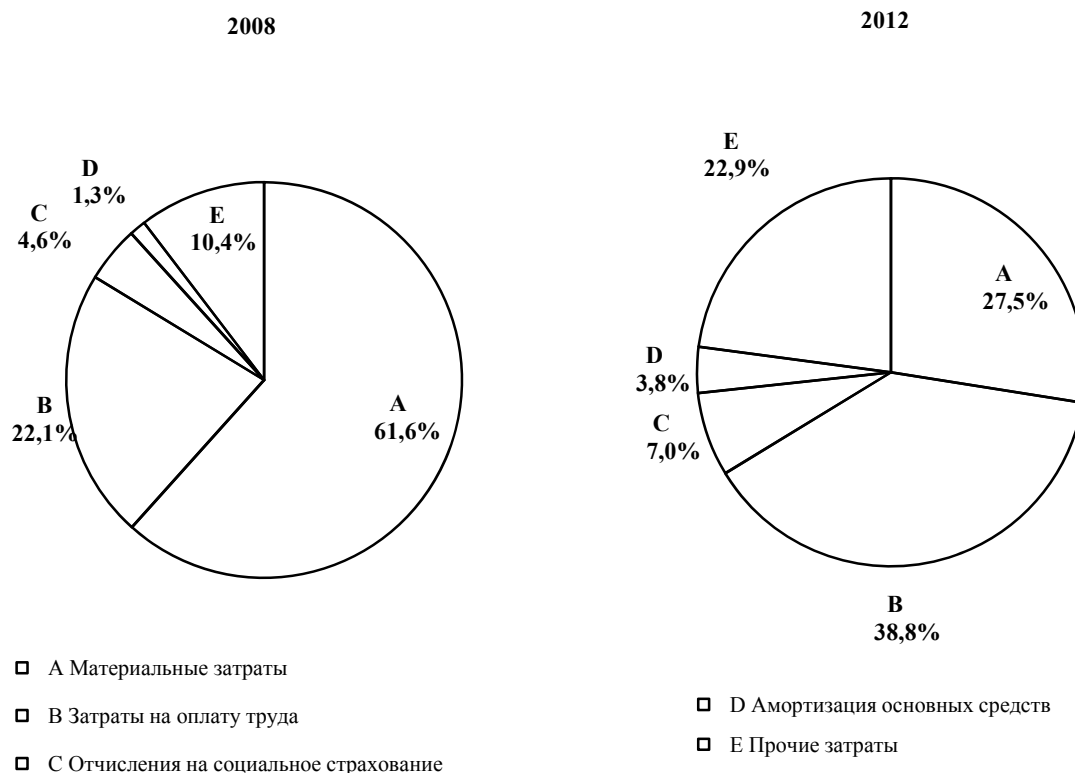 2008
2012
D
1,3%
C
4,6%
E
10,4%
B
22,1%
A
61,6%
E
22,9%
A
27,5%
D
3,8%
C
7,0%
B
38,8%
A Материальные затраты
B Затраты на оплату труда
C Отчисления на социальное страхование
D Амортизация основных средств
E Прочие затраты